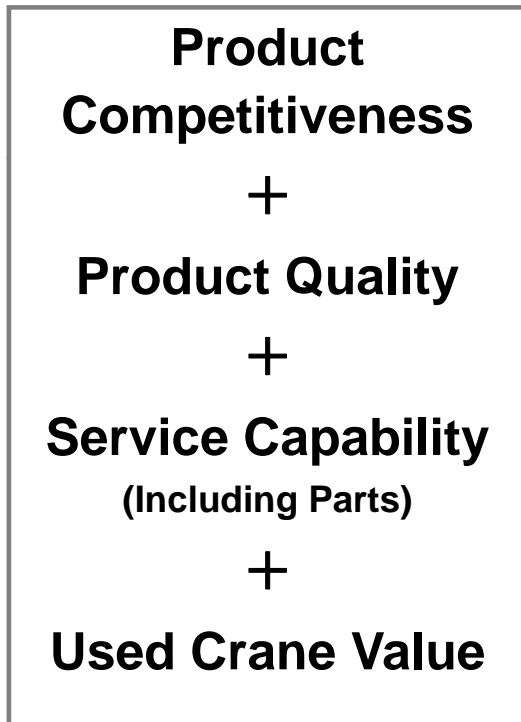 Product
Competitiveness
+
Product Quality
+
Service Capability
(Including Parts)
+
Used Crane Value